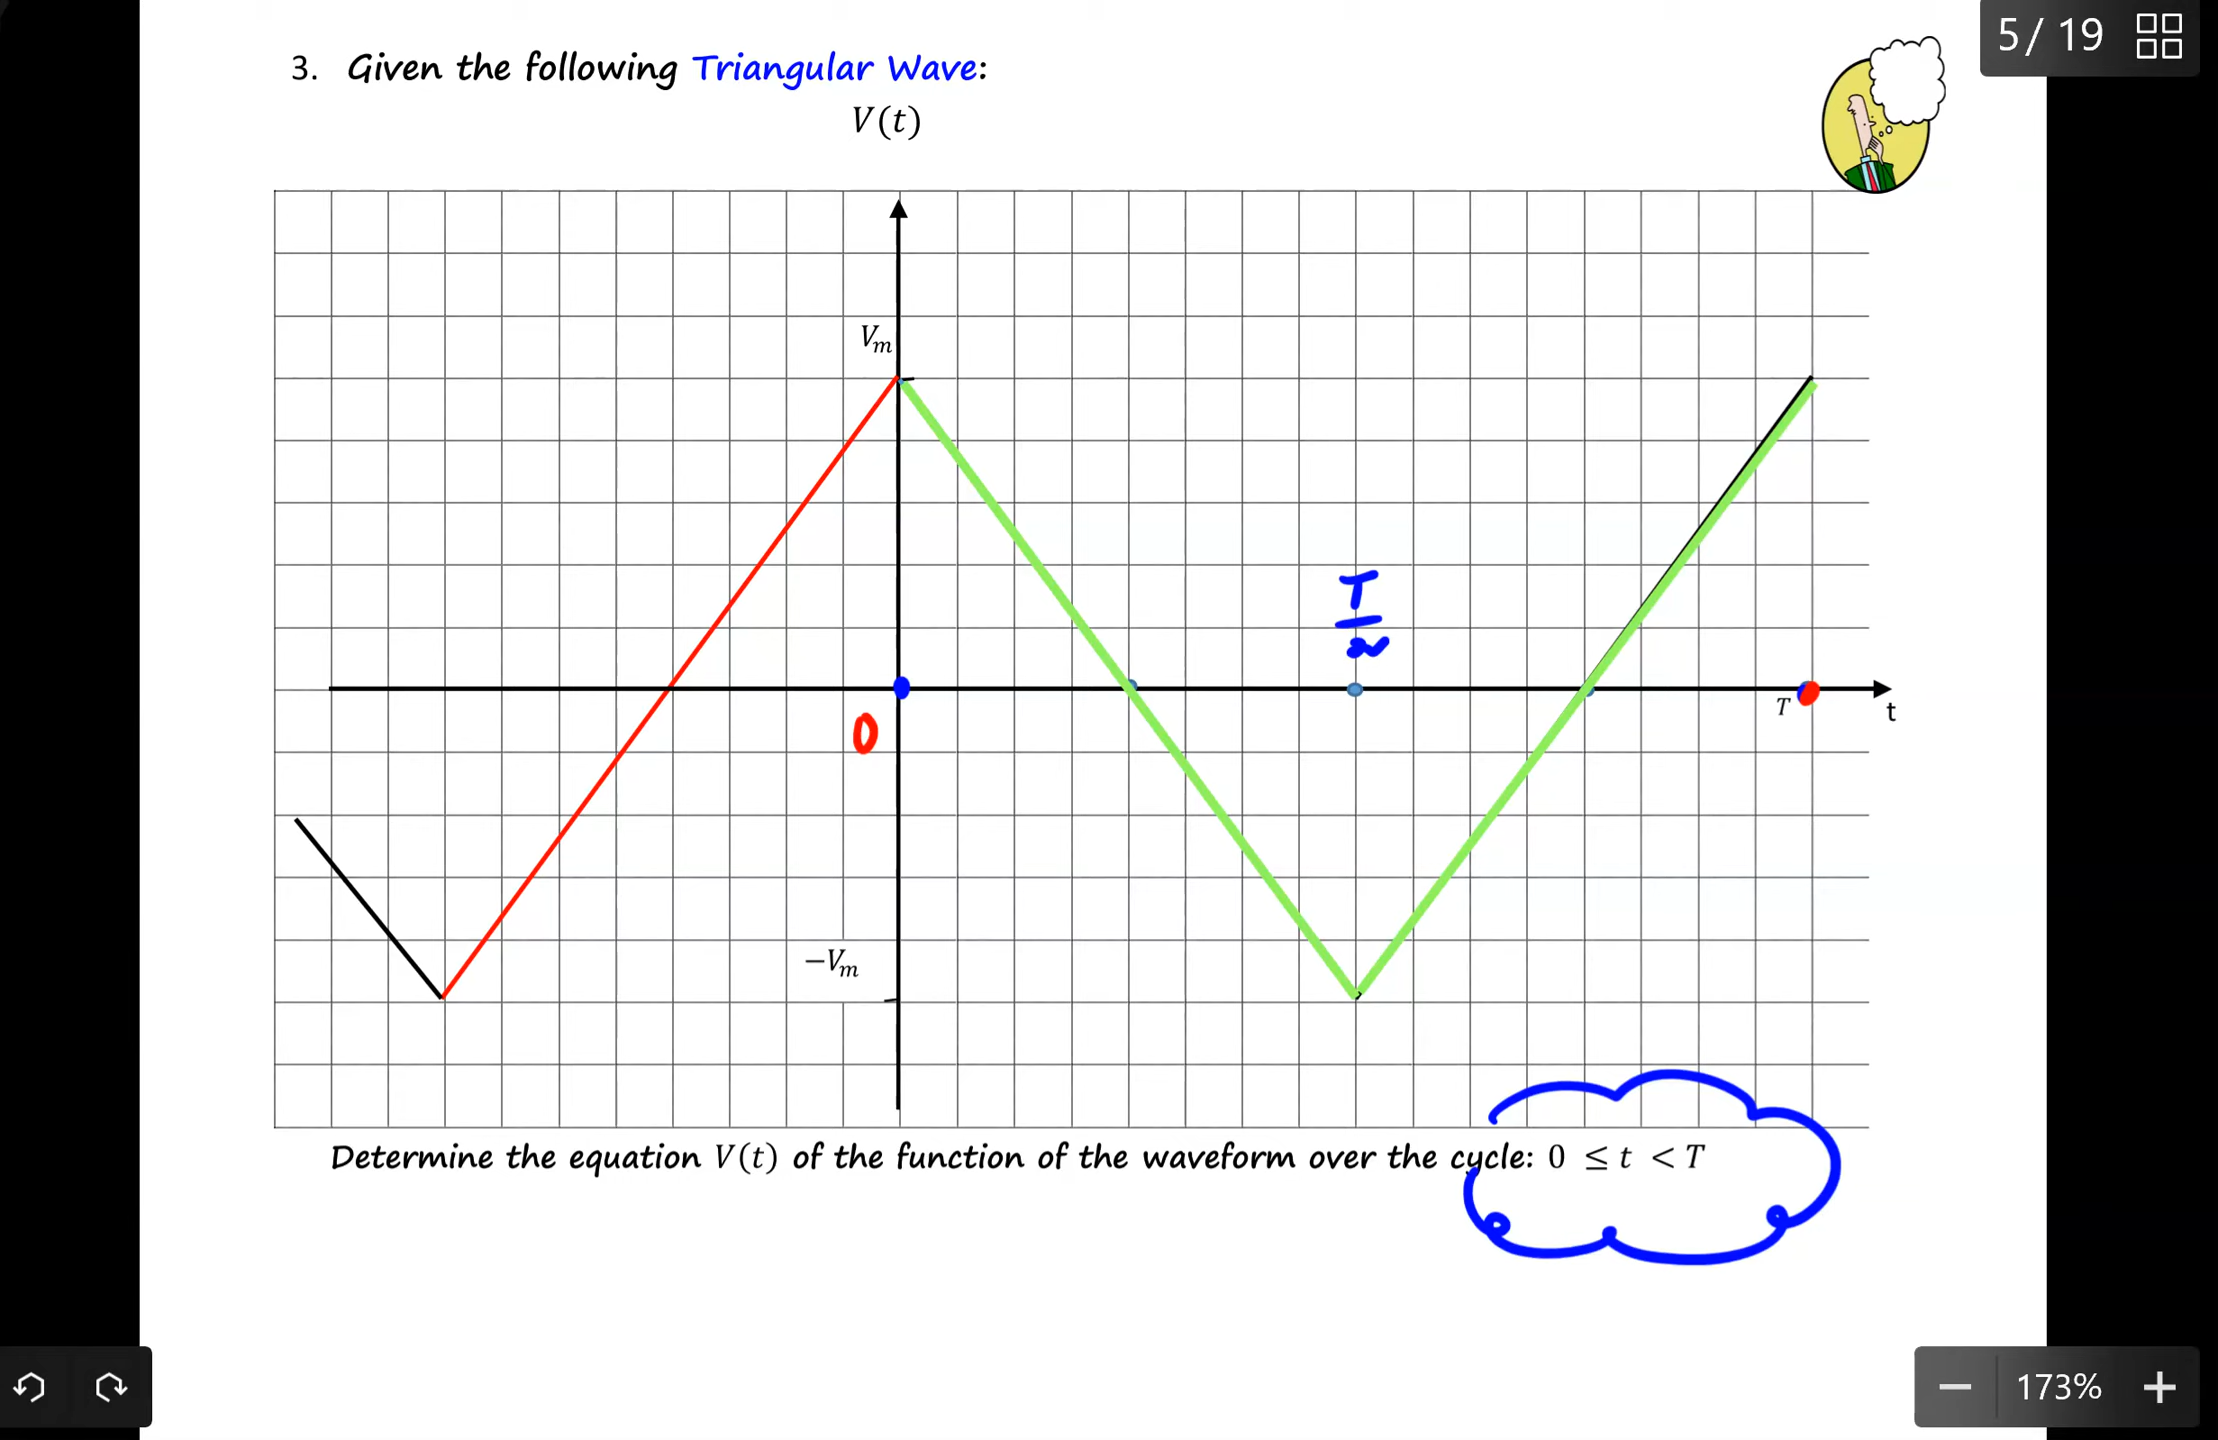 5 / 19
3. Given the following Triangular Wave:
V(t)
Vm
T
2
0
T
t
−Vm
Determine the equation V(t) of the function of the waveform over the cycle: 0 ≤ t < T
173%